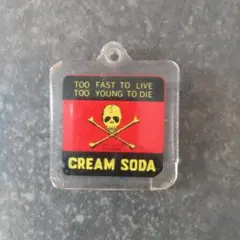 TOO FAST TO LIVE
TOO YOUNG TO DIE
CREAM SODA